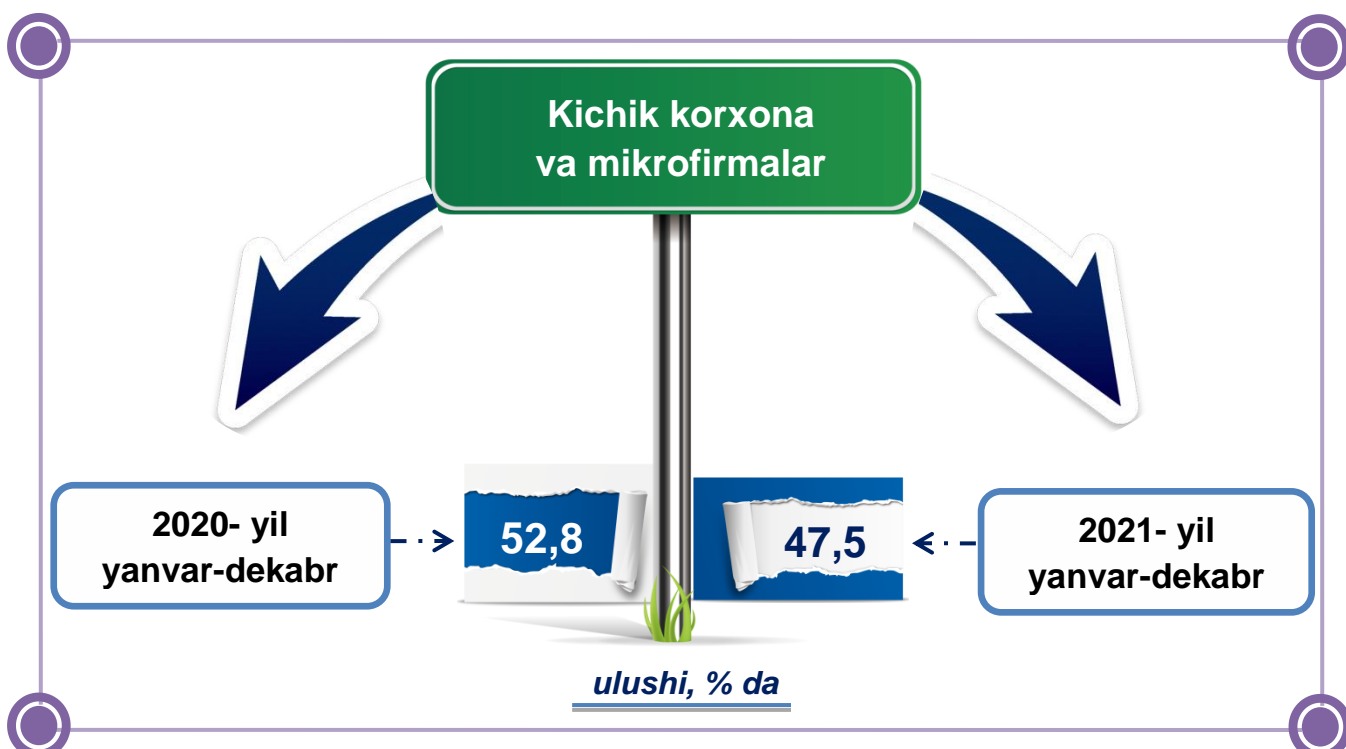 Kichik korxona
va mikrofirmalar
2020- yil
yanvar-dekabr
52,8
47,5
2021- yil
yanvar-dekabr
ulushi, % da